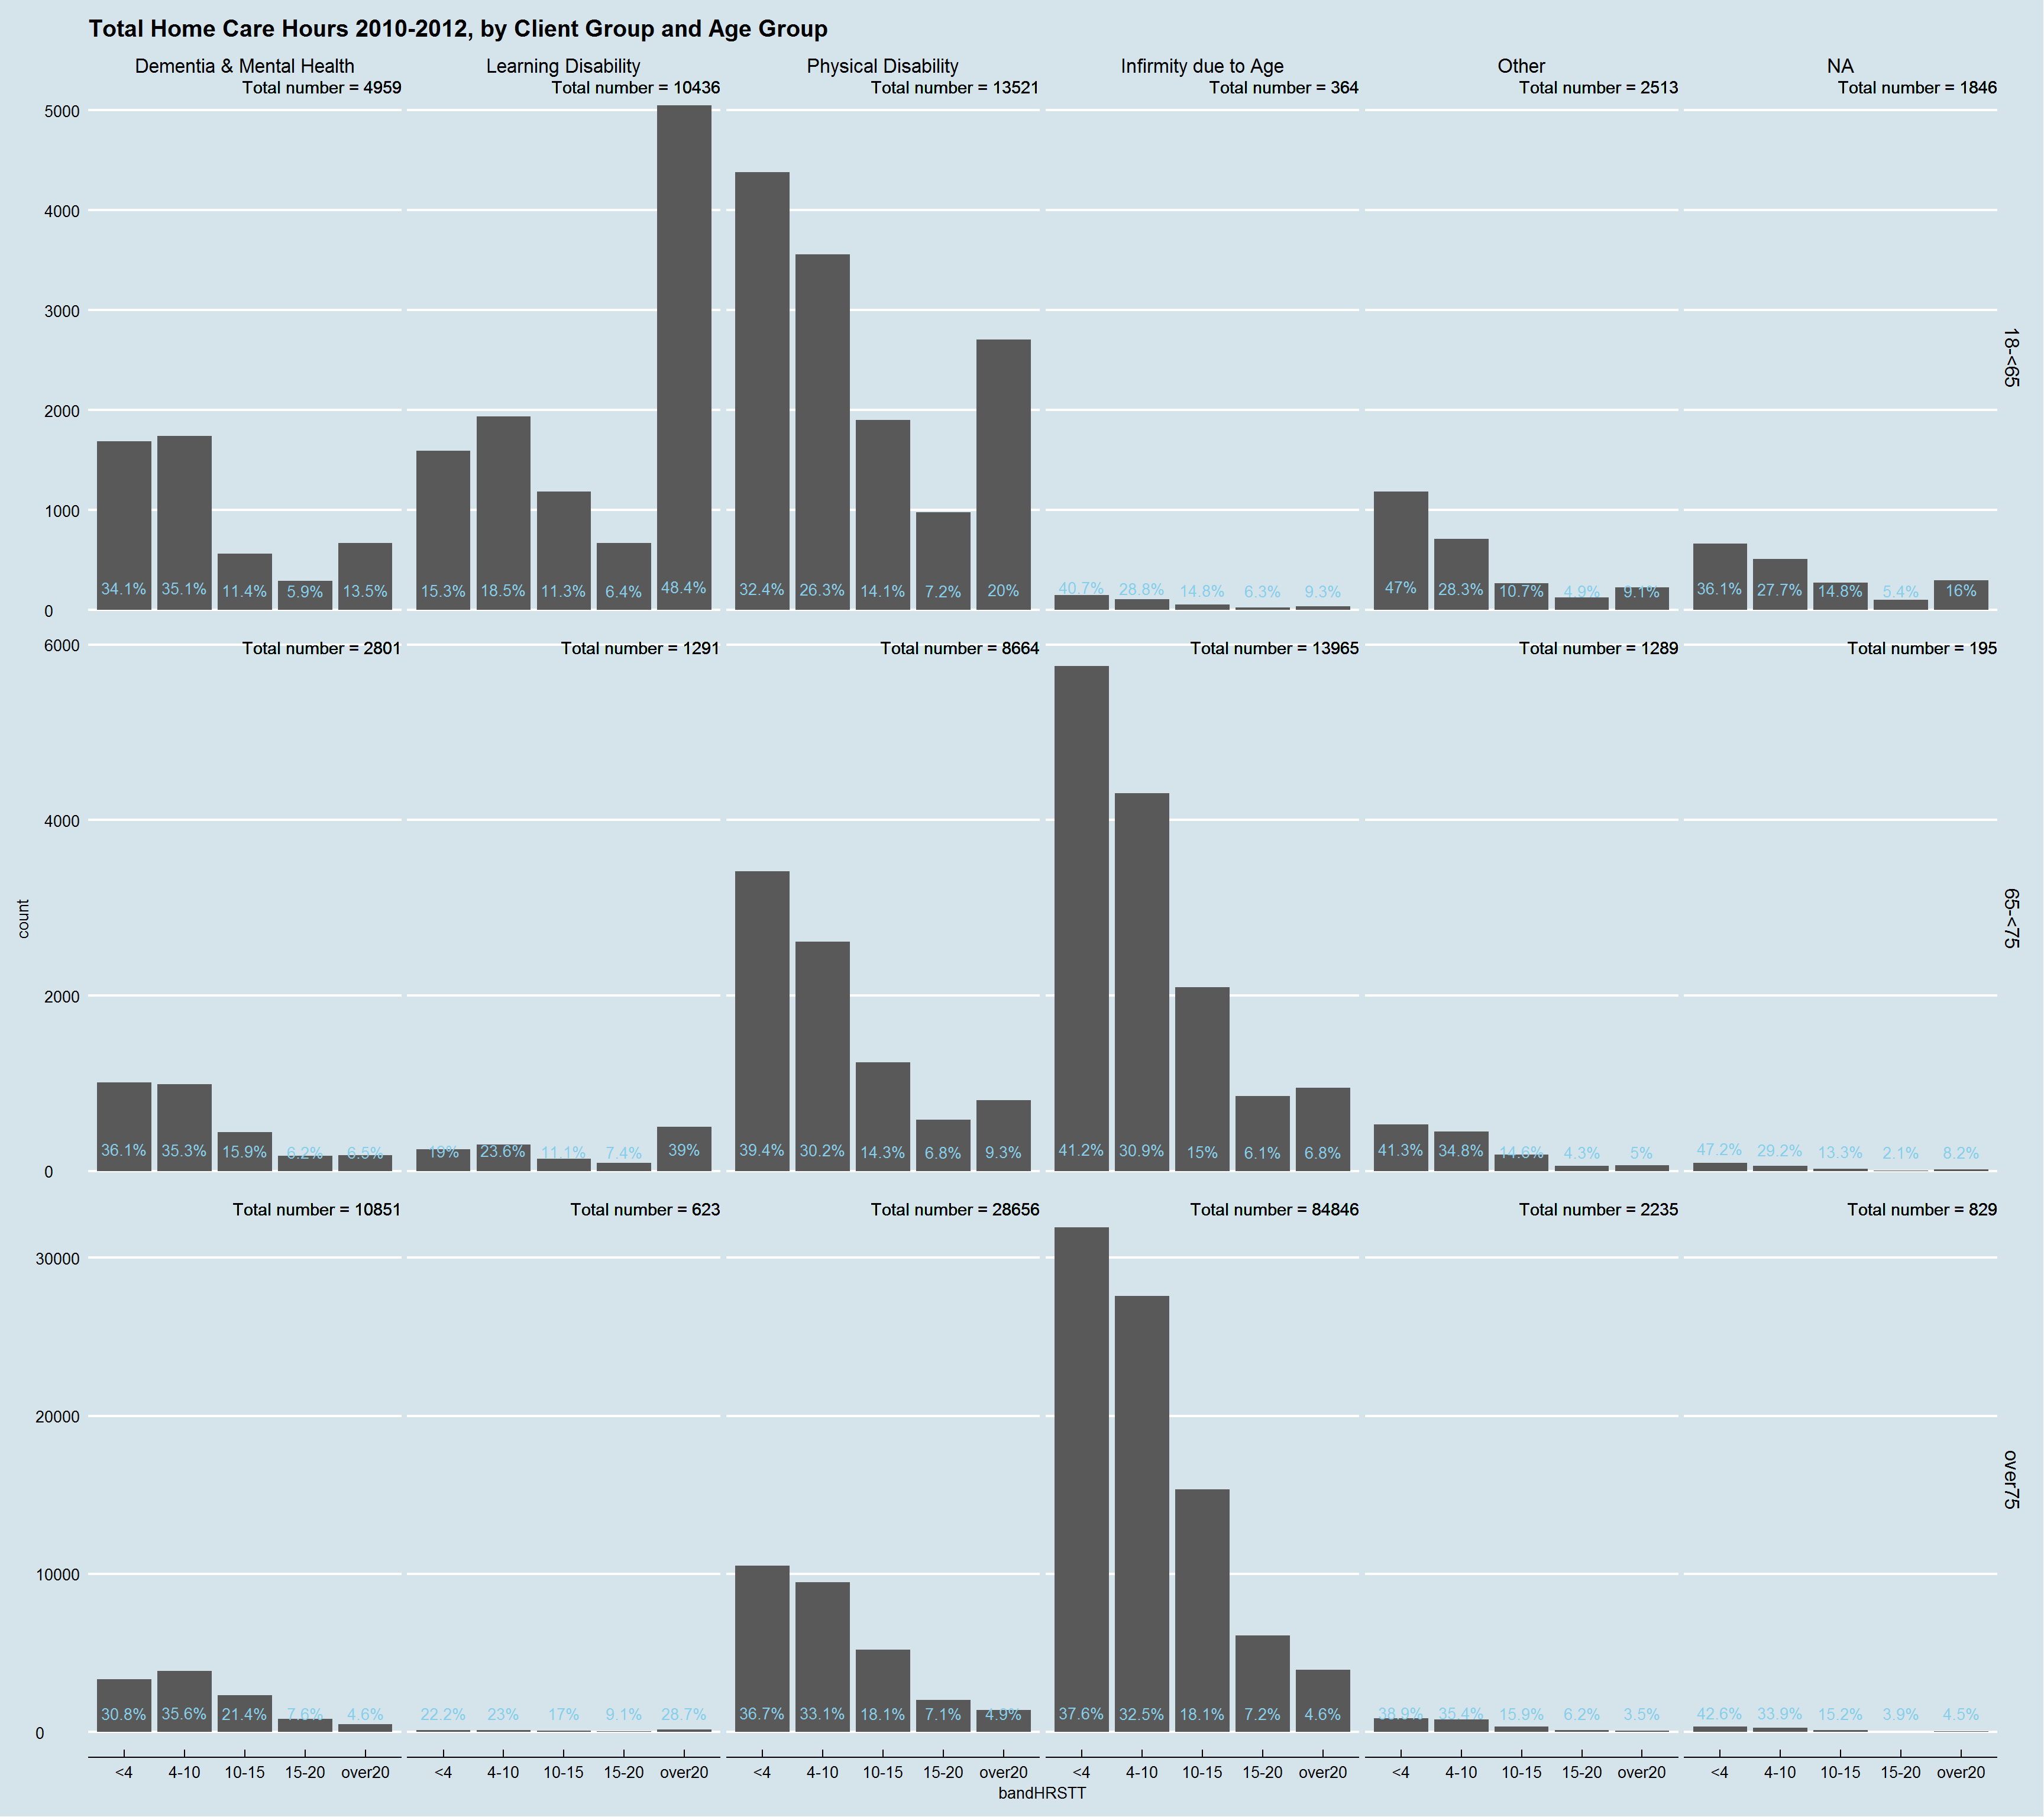 Total Home Care Hours 2010-2012, by Client Group and Age Group
Dementia & Mental Health Learning Disability Physical Disability Infirmity due to Age Other NA
Total number = 4959 Total number = 10436 Total number = 13521 Total number = 364 Total number = 2513 Total number = 1846
5000
4000
3000
18-<65
2000
1000
34.1% 35.1% 11.4% 5.9% 13.5% 15.3% 18.5% 11.3% 6.4% 48.4% 32.4% 26.3% 14.1% 7.2% 20% 40.7% 28.8% 14.8% 6.3% 9.3% 47% 28.3% 10.7% 4.9% 9.1% 36.1% 27.7% 14.8% 5.4% 16%
0
6000 Total number = 2801 Total number = 1291 Total number = 8664 Total number = 13965 Total number = 1289 Total number = 195
4000
count
65-<75
2000
36.1% 35.3% 15.9% 6.2% 6.5% 19% 23.6% 11.1% 7.4% 39% 39.4% 30.2% 14.3% 6.8% 9.3% 41.2% 30.9% 15% 6.1% 6.8% 41.3% 34.8% 14.6% 4.3% 5% 47.2% 29.2% 13.3% 2.1% 8.2%
0
Total number = 10851 Total number = 623 Total number = 28656 Total number = 84846 Total number = 2235 Total number = 829
30000
20000
over75
10000
30.8% 35.6% 21.4% 7.6% 4.6% 22.2% 23% 17% 9.1% 28.7% 36.7% 33.1% 18.1% 7.1% 4.9% 37.6% 32.5% 18.1% 7.2% 4.6% 38.9% 35.4% 15.9% 6.2% 3.5% 42.6% 33.9% 15.2% 3.9% 4.5%
0
<4 4-10 10-15 15-20 over20 <4 4-10 10-15 15-20 over20 <4 4-10 10-15 15-20 over20 <4 4-10 10-15 15-20 over20 <4 4-10 10-15 15-20 over20 <4 4-10 10-15 15-20 over20
bandHRSTT